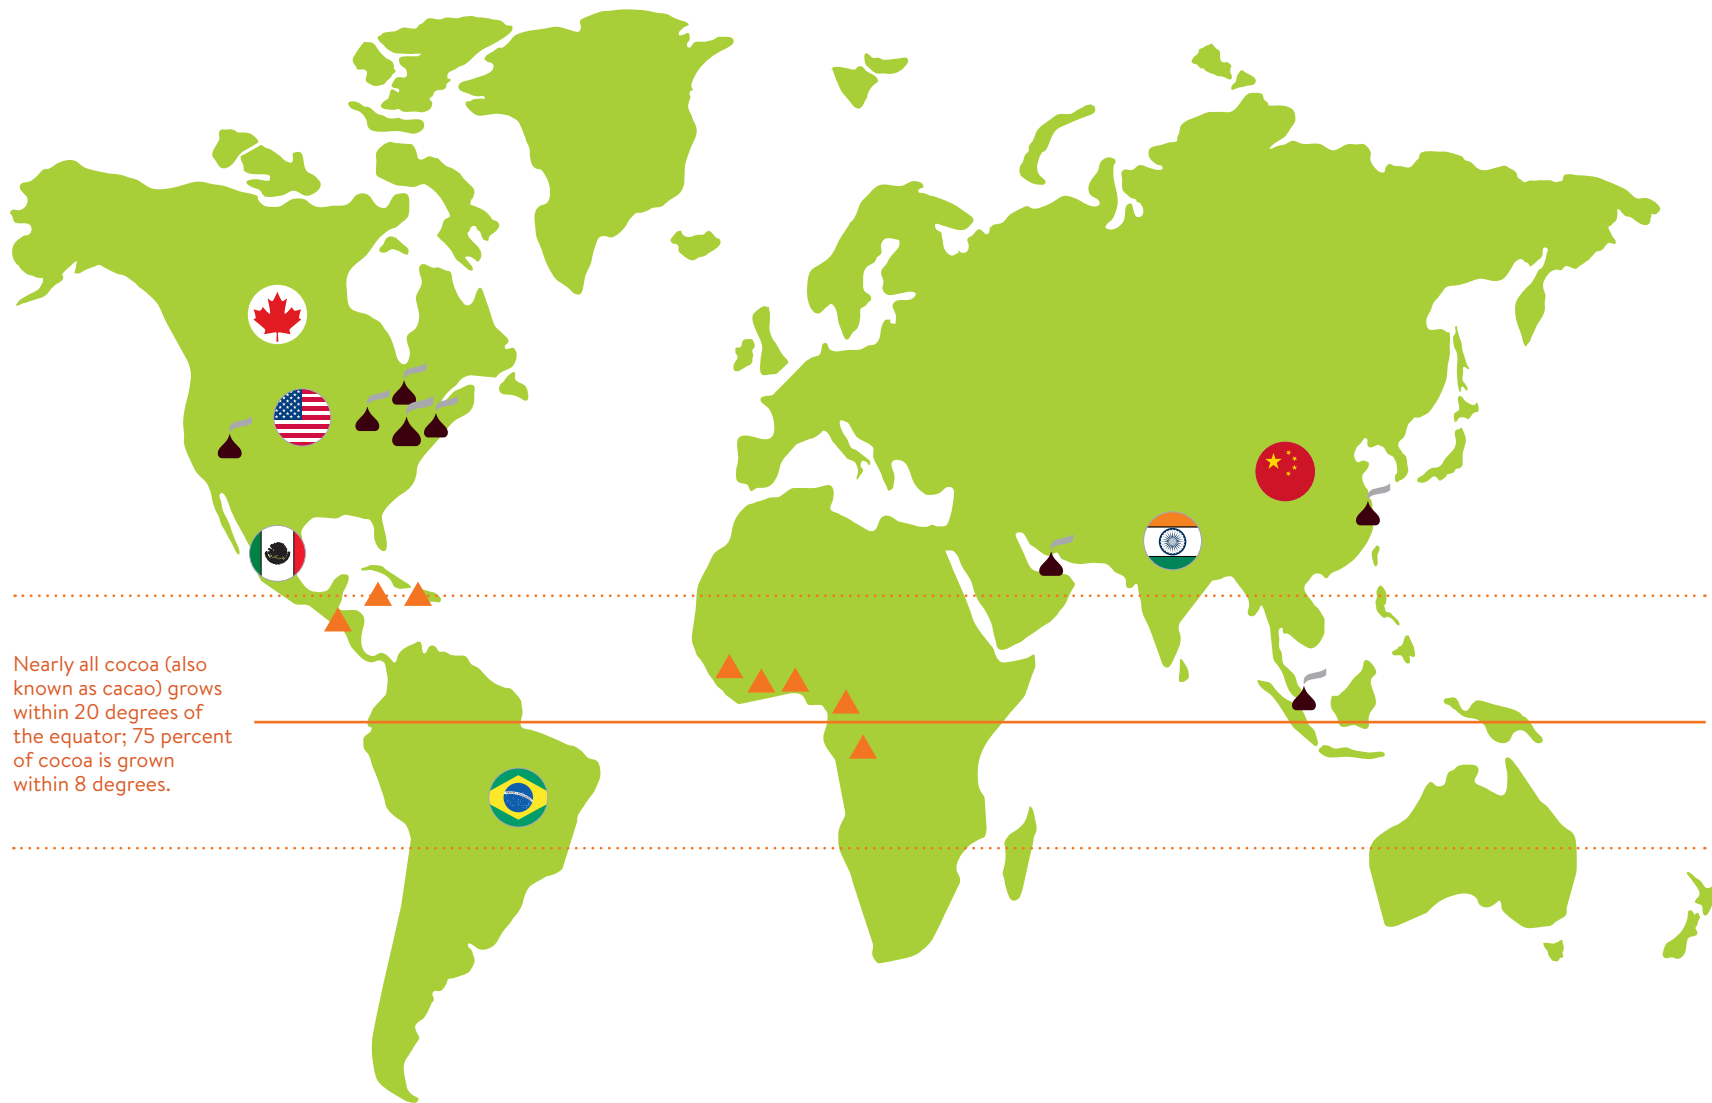 Nearly all cocoa (also
known as cacao) grows
within 20 degrees of
the equator; 75 percent
of cocoa is grown
within 8 degrees.